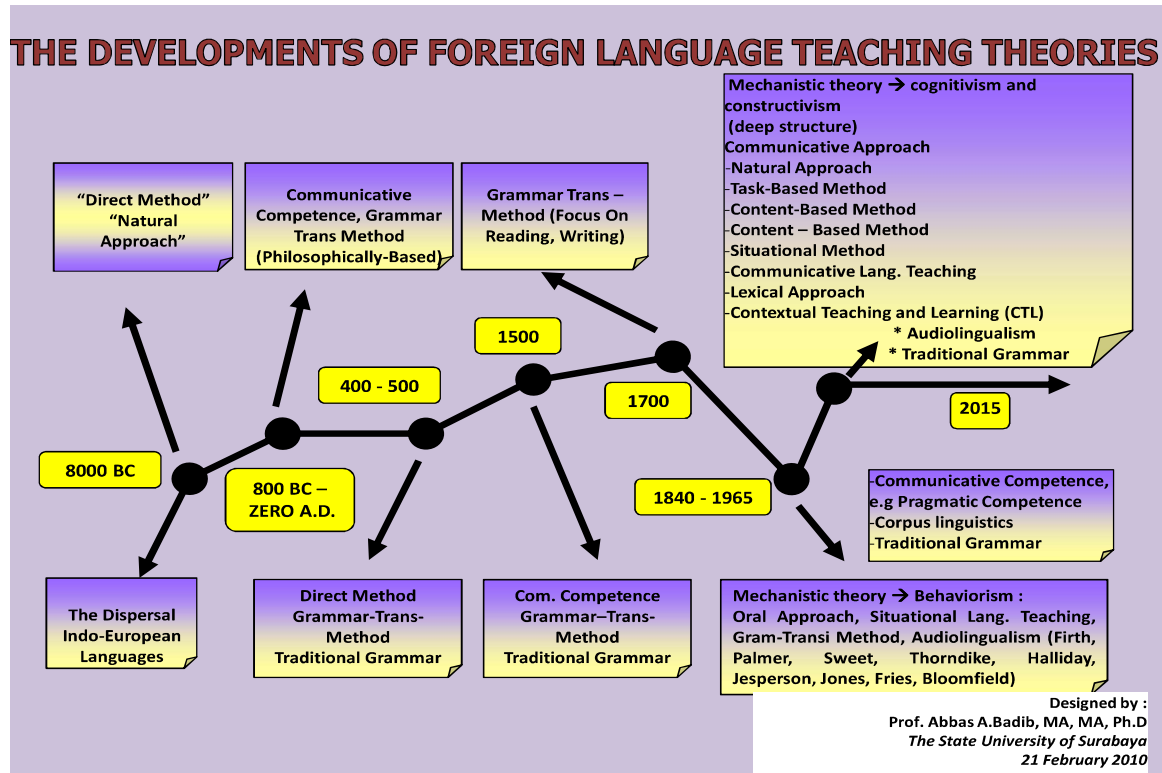 THE DEVELOPMENTS OF FOREIGN LANGUAGE TEACHING THEORIES
Mechanistic theory → cognitivism and
constructivism
(deep structure)
Communicative Approach
-Natural Approach
-Task-Based Method
-Content-Based Method
-Content – Based Method
-Situational Method
-Communicative Lang. Teaching
-Lexical Approach
-Contextual Teaching and Learning (CTL)
* Audiolingualism
* Traditional Grammar
“Direct Method”
“Natural
Approach”
Communicative
Competence, Grammar
Trans Method
(Philosophically-Based)
Grammar Trans –
Method (Focus On
Reading, Writing)
1500
400 - 500
1700
2015
8000 BC
800 BC –
ZERO A.D.
1840 - 1965
-Communicative Competence,
e.g Pragmatic Competence
-Corpus linguistics
-Traditional Grammar
The Dispersal
Indo-European
Languages
Direct Method
Grammar-Trans-
Method
Traditional Grammar
Com. Competence
Grammar–Trans-
Method
Traditional Grammar
Mechanistic theory → Behaviorism :
Oral Approach, Situational Lang. Teaching,
Gram-Transi Method, Audiolingualism (Firth,
Palmer, Sweet, Thorndike, Halliday,
Jesperson, Jones, Fries, Bloomfield)
Designed by :
Prof. Abbas A.Badib, MA, MA, Ph.D
The State University of Surabaya
21 February 2010